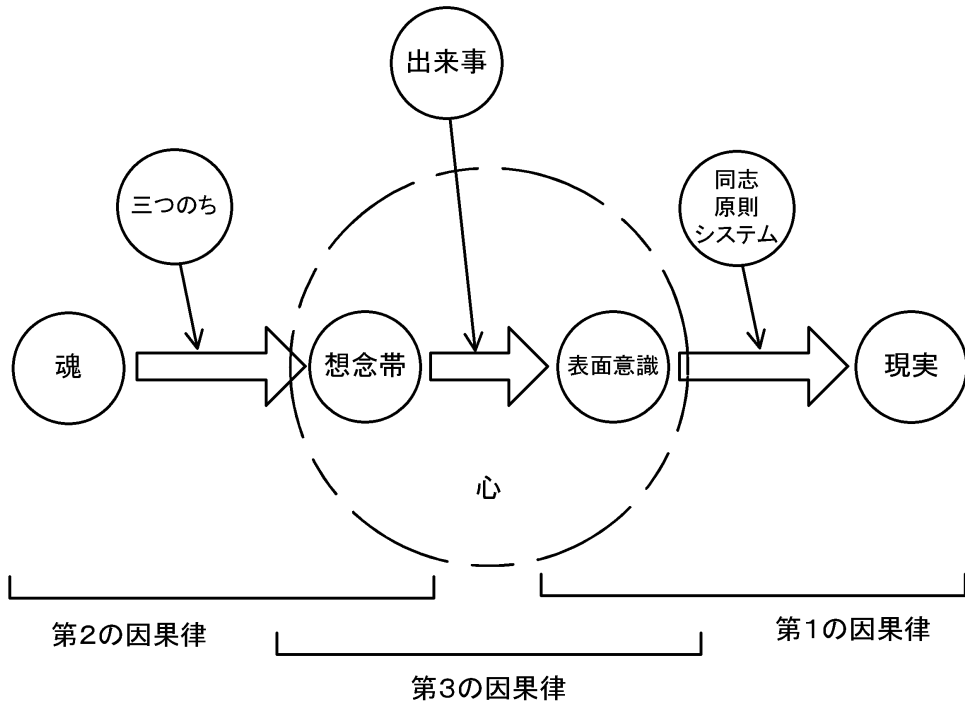 出来事
三つのち
同志
原則
システム
魂
想念帯
表面意識
現実
心
第2の因果律
第1の因果律
第3の因果律